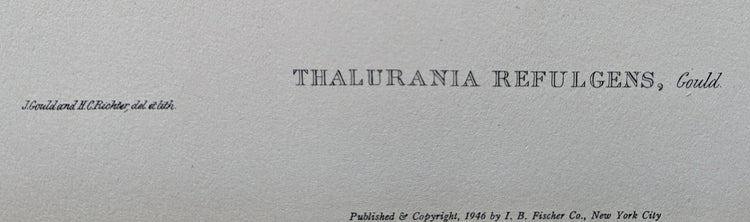 THALURANIA REFULGENS, Gould.
J.Gould and H.C.Richter, del. et lith.
Published & Copyright, 1946 by I. B. Fischer Co., New York City